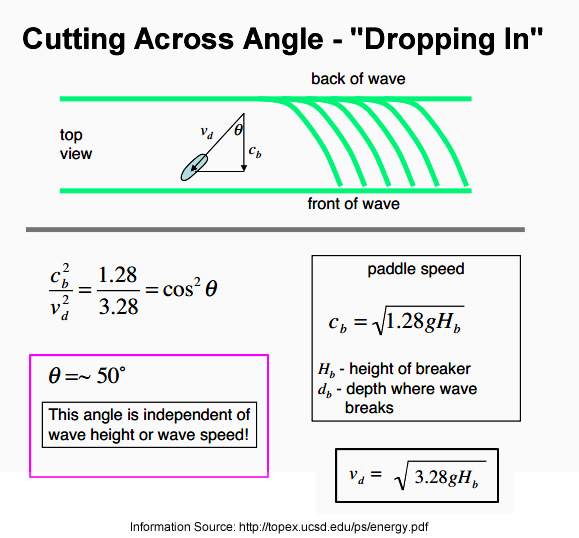 Cutting Across Angle - "Dropping In"
back of wave
top
view
v_d
θ
c_b
front of wave
c_b^2 / v_d^2 = 1.28 / 3.28 = cos² θ
paddle speed
c_b = √1.28gH_b
H_b - height of breaker
d_b - depth where wave
breaks
θ =~ 50°
This angle is independent of
wave height or wave speed!
v_d = √3.28gH_b
Information Source: http://topex.ucsd.edu/ps/energy.pdf